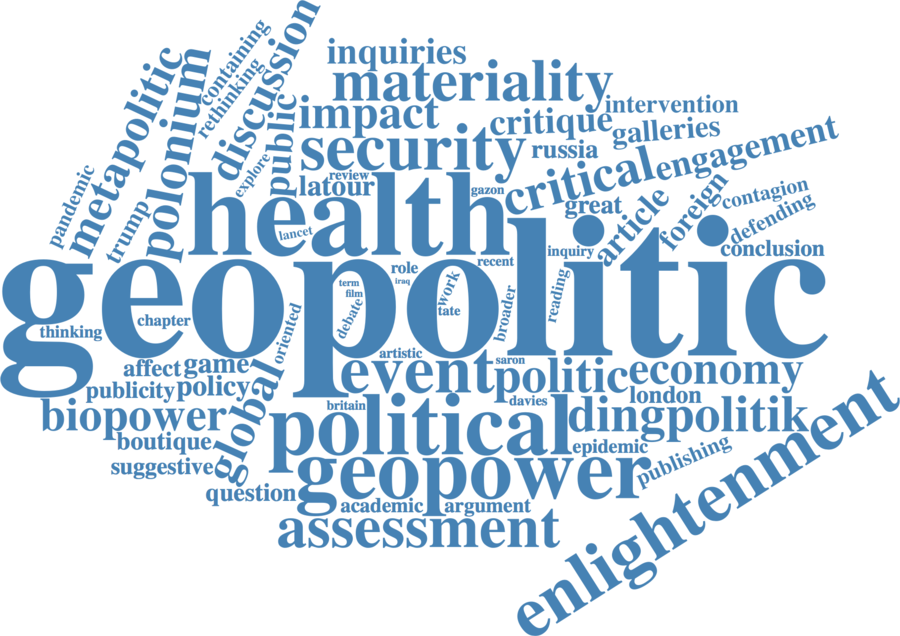 containing
rethinking
discussion
inquiries
materiality
metapolitic
polonium
public
impact
intervention
critique
galleries
security
russia
engagement
explore
review
latour
gazon
critical
pandemic
trump
health
great
article
foreign
contagion
defending
lancet
conclusion
inquiry
geopolitic
role
recent
term
iraq
film
work
tate
debate
broader
reading
thinking
chapter
oriented
artistic
saron
affect
game
event
politic
economy
publicity
policy
global
britain
davies
london
biopower
political
dingpolitik
boutique
epidemic
suggestive
geopower
publishing
question
academic
argument
assessment
enlightenment